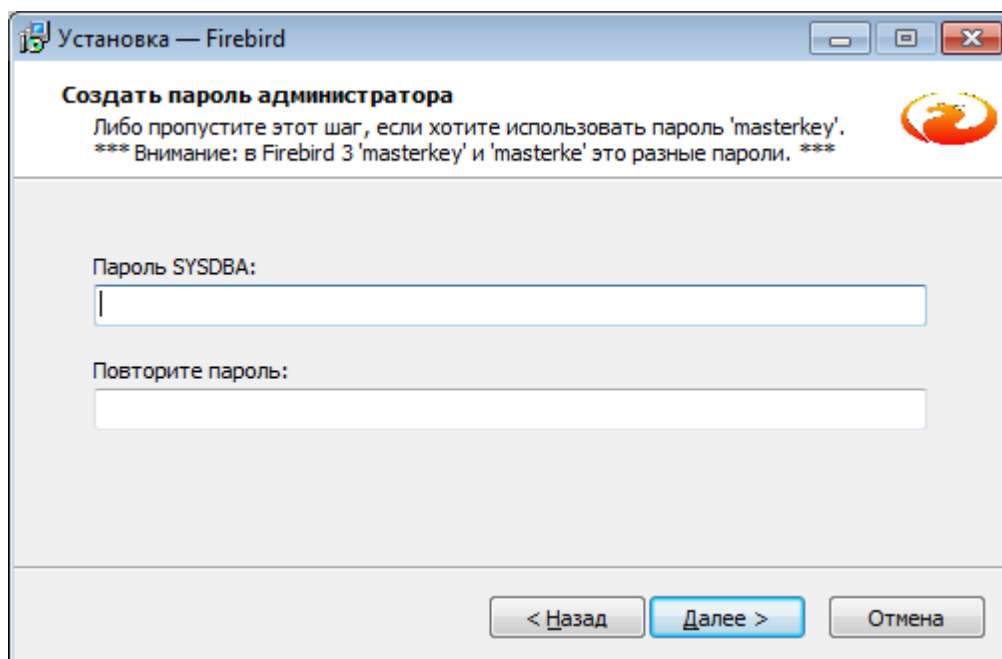 Установка — Firebird
Создать пароль администратора
Либо пропустите этот шаг, если хотите использовать пароль 'masterkey'.
*** Внимание: в Firebird 3 'masterkey' и 'masterke' это разные пароли. ***
Пароль SYSDBA:
Повторите пароль:
< Назад
Далее >
Отмена